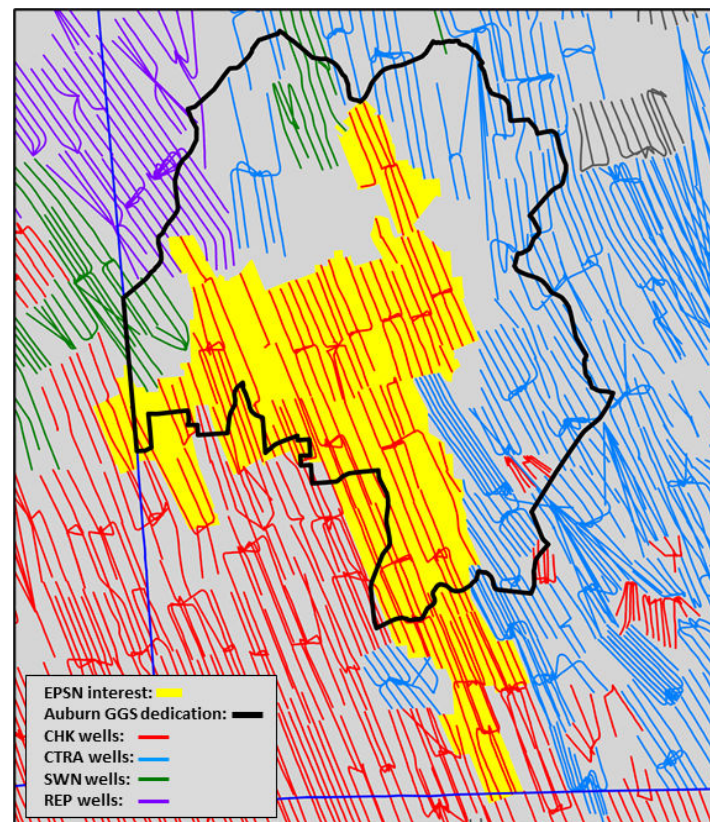 EPSN interest:
Auburn GGS dedication:
CHK wells:
CTRA wells:
SWN wells:
REP wells: